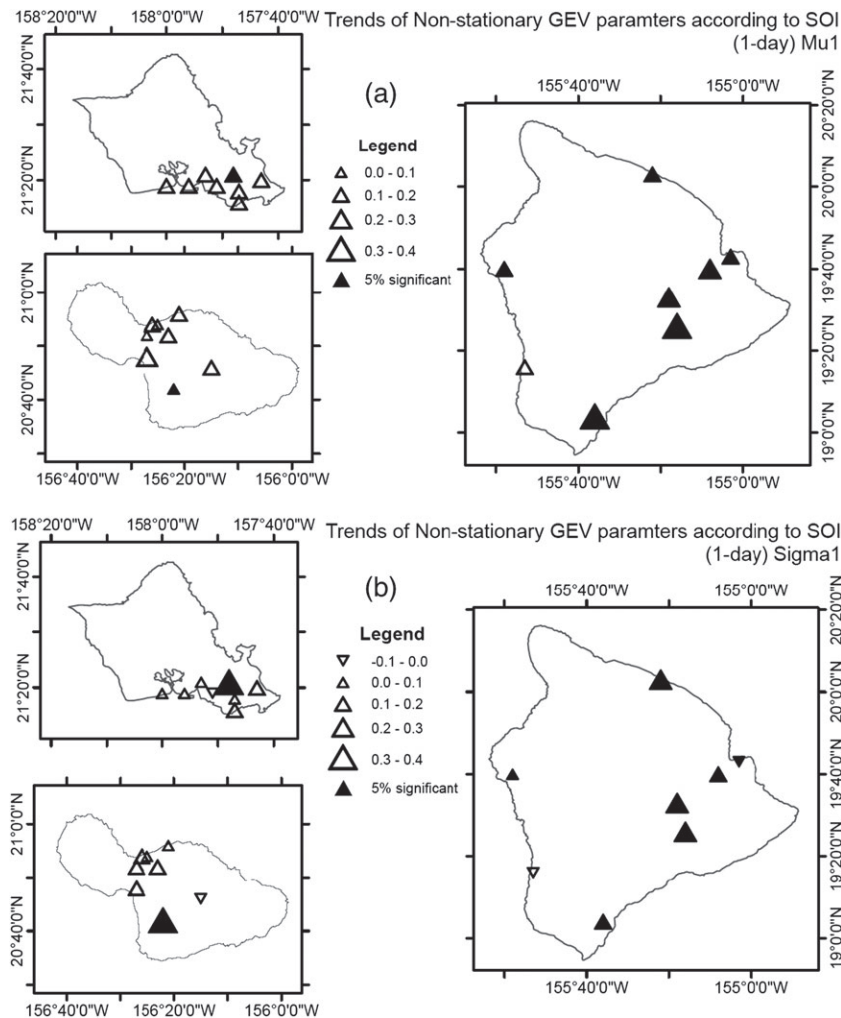 158°20'0"W 158°0'0"W 157°40'0"W
Trends of Non-stationary GEV paramters according to SOI
(1-day) Mu1
21°40'0"N
21°20'0"N
(a)
Legend
0.0 - 0.1
0.1 - 0.2
0.2 - 0.3
0.3 - 0.4
5% significant
21°0'0"N
20°40'0"N
156°40'0"W 156°20'0"W 156°0'0"W
155°40'0"W 155°0'0"W
20°20'0"N
20°0'0"N
19°40'0"N
19°20'0"N
19°0'0"N
155°40'0"W 155°0'0"W
158°20'0"W 158°0'0"W 157°40'0"W
Trends of Non-stationary GEV paramters according to SOI
(1-day) Sigma1
21°40'0"N
21°20'0"N
(b)
Legend
-0.1 - 0.0
0.0 - 0.1
0.1 - 0.2
0.2 - 0.3
0.3 - 0.4
5% significant
21°0'0"N
20°40'0"N
156°40'0"W 156°20'0"W 156°0'0"W
155°40'0"W 155°0'0"W
20°20'0"N
20°0'0"N
19°40'0"N
19°20'0"N
19°0'0"N
155°40'0"W 155°0'0"W